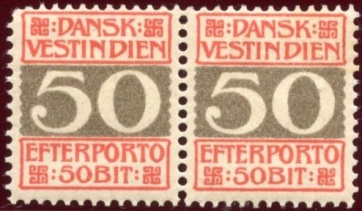 DANSK
VESTINDIEN
50
EFTERPORTO
50 BIT:
DANSK
VESTINDIEN
50
EFTERPORTO
50 BIT: